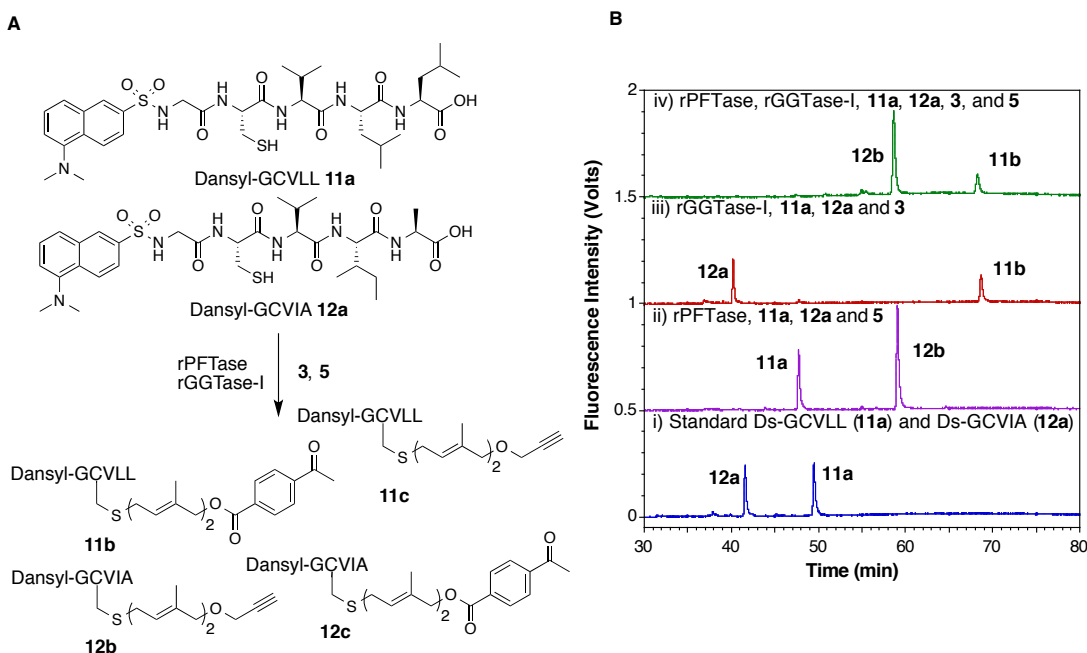 A
O O
S
N
H
O
H
N
O
N
H
O
H
N
O
N
H
O
OH
SH
N
Dansyl-GCVLL 11a
O O
S
N
H
O
H
N
O
N
H
O
H
N
O
N
H
O
OH
SH
N
Dansyl-GCVIA 12a
rPFTase
rGGTase-I
3, 5
Dansyl-GCVLL
S
O
2
11c
Dansyl-GCVLL
S
O
2
O
O
11b
Dansyl-GCVIA
S
O
2
12b
Dansyl-GCVIA
S
O
2
O
O
12c
B
Fluorescence Intensity (Volts)
2
1.5
1
0.5
0
iv) rPFTase, rGGTase-I, 11a, 12a, 3, and 5
12b
11b
iii) rGGTase-I, 11a, 12a and 3
12a
11b
ii) rPFTase, 11a, 12a and 5
11a
12b
i) Standard Ds-GCVLL (11a) and Ds-GCVIA (12a)
12a
11a
30 40 50 60 70 80
Time (min)